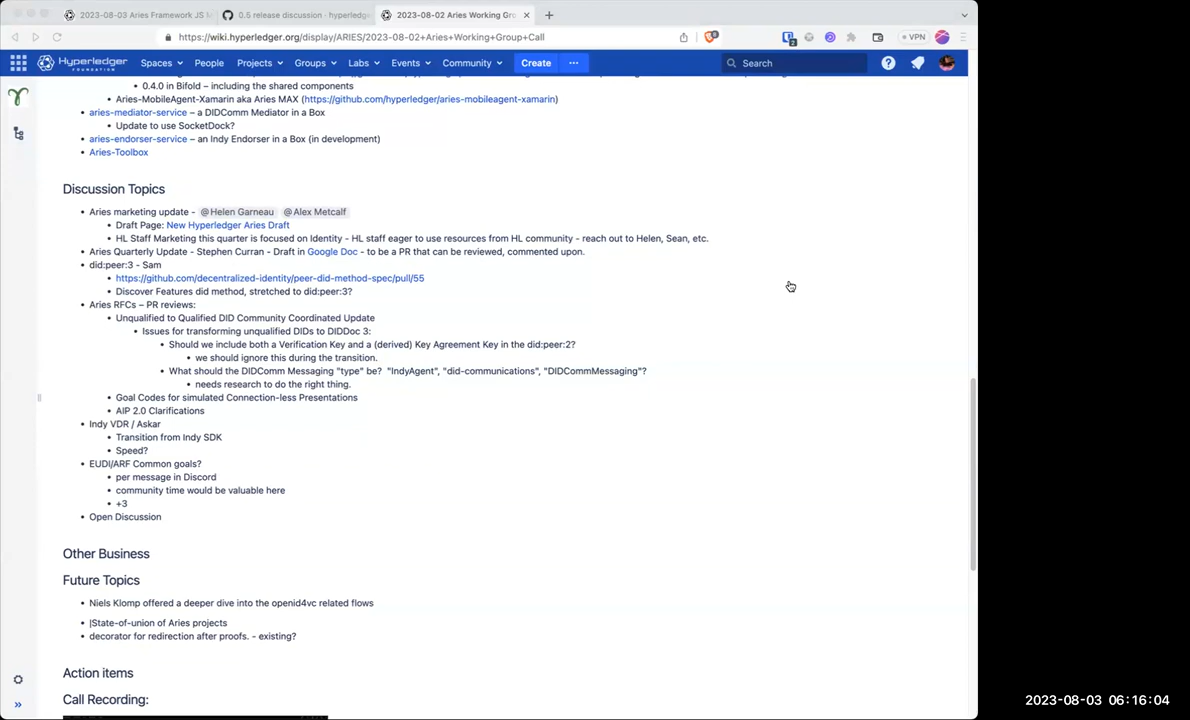 2023-08-03 Aries Framework JS M
0.5 release discussion · hyperledg
2023-08-02 Aries Working Gro
https://wiki.hyperledger.org/display/ARIES/2023-08-02+Aries+Working+Group+Call
VPN
HYPERLEDGER FOUNDATION
Spaces
People
Projects
Groups
Labs
Events
Community
Create
Search
0.4.0 in Bifold – including the shared components
Aries-MobileAgent-Xamarin aka Aries MAX (https://github.com/hyperledger/aries-mobileagent-xamarin)
aries-mediator-service – a DIDComm Mediator in a Box
Update to use SocketDock?
aries-endorser-service – an Indy Endorser in a Box (in development)
Aries-Toolbox
Discussion Topics
Aries marketing update - @Helen Garneau @Alex Metcalf
Draft Page: New Hyperledger Aries Draft
HL Staff Marketing this quarter is focused on Identity - HL staff eager to use resources from HL community - reach out to Helen, Sean, etc.
Aries Quarterly Update - Stephen Curran - Draft in Google Doc - to be a PR that can be reviewed, commented upon.
did:peer:3 - Sam
https://github.com/decentralized-identity/peer-did-method-spec/pull/55
Discover Features did method, stretched to did:peer:3?
Aries RFCs – PR reviews:
Unqualified to Qualified DID Community Coordinated Update
Issues for transforming unqualified DIDs to DIDDoc 3:
Should we include both a Verification Key and a (derived) Key Agreement Key in the did:peer:2?
we should ignore this during the transition.
What should the DIDComm Messaging "type" be? "IndyAgent", "did-communications", "DIDCommMessaging"?
needs research to do the right thing.
Goal Codes for simulated Connection-less Presentations
AIP 2.0 Clarifications
Indy VDR / Askar
Transition from Indy SDK
Speed?
EUDI/ARF Common goals?
per message in Discord
community time would be valuable here
+3
Open Discussion
Other Business
Future Topics
Niels Klomp offered a deeper dive into the openid4vc related flows
|State-of-union of Aries projects
decorator for redirection after proofs. - existing?
Action items
Call Recording:
2023-08-03 06:16:04